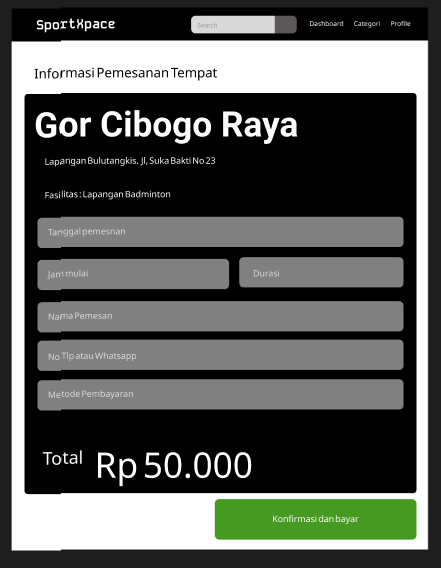 SportXpace
Search
Dashboard Categori Profile
Informasi Pemesanan Tempat
Gor Cibogo Raya
Lapangan Bulutangkis. Jl, Suka Bakti No 23
Fasilitas : Lapangan Badminton
Tanggal pemesnan
Jam mulai
Durasi
Nama Pemesan
No Tlp atau Whatsapp
Metode Pembayaran
Total Rp 50.000
Konfirmasi dan bayar